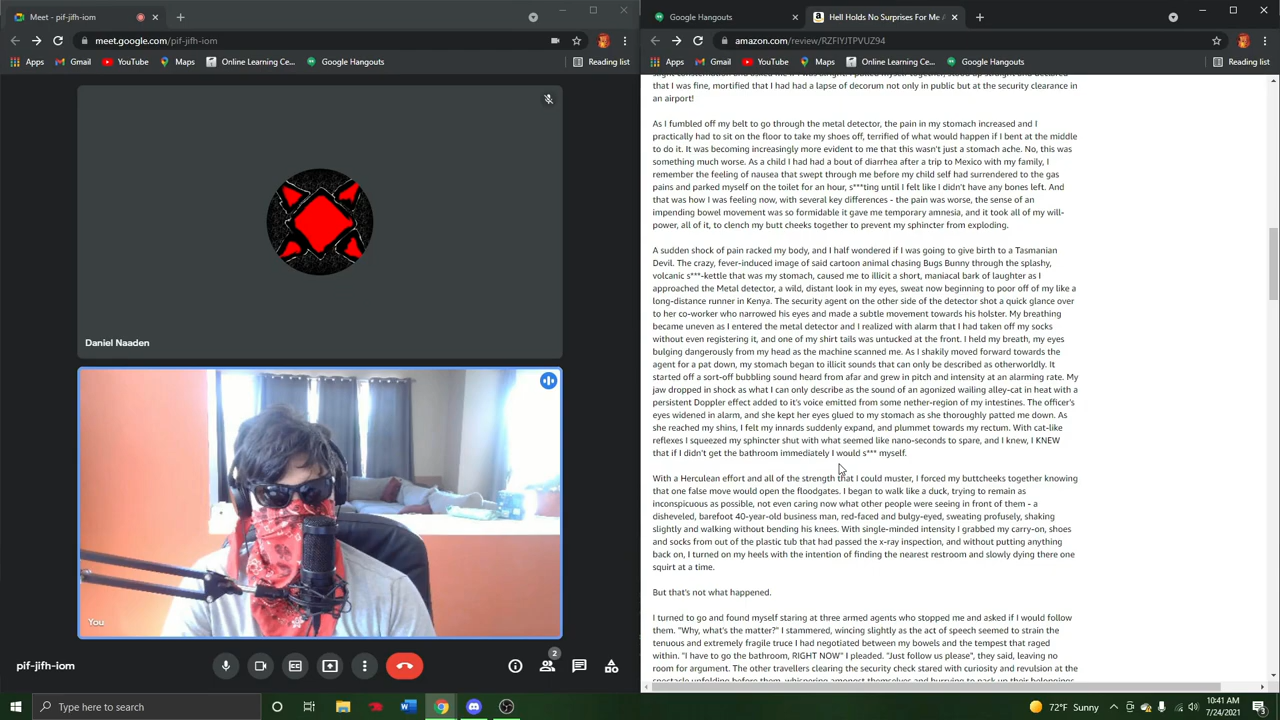 Meet - pif-jifh-iom
meet.google.com/pif-jifh-iom
Apps
Gmail
YouTube
Maps
Online Learning Ce...
Google Hangouts
Reading list
Daniel Naaden
You
pif-jifh-iom
2
Google Hangouts
Hell Holds No Surprises For Me A
amazon.com/review/RZFIYJTPVUZ94
Apps
Gmail
YouTube
Maps
Online Learning Ce...
Google Hangouts
Reading list
that I was fine, mortified that I had had a lapse of decorum not only in public but at the security clearance in
an airport!
As I fumbled off my belt to go through the metal detector, the pain in my stomach increased and I
practically had to sit on the floor to take my shoes off, terrified of what would happen if I bent at the middle
to do it. It was becoming increasingly more evident to me that this wasn't just a stomach ache. No, this was
something much worse. As a child I had had a bout of diarrhea after a trip to Mexico with my family, I
remember the feeling of nausea that swept through me before my child self had surrendered to the gas
pains and parked myself on the toilet for an hour, s***ting until I felt like I didn't have any bones left. And
that was how I was feeling now, with several key differences - the pain was worse, the sense of an
impending bowel movement was so formidable it gave me temporary amnesia, and it took all of my will-
power, all of it, to clench my butt cheeks together to prevent my sphincter from exploding.
A sudden shock of pain racked my body, and I half wondered if I was going to give birth to a Tasmanian
Devil. The crazy, fever-induced image of said cartoon animal chasing Bugs Bunny through the splashy,
volcanic s***-kettle that was my stomach, caused me to illicit a short, maniacal bark of laughter as I
approached the Metal detector, a wild, distant look in my eyes, sweat now beginning to poor off of my like a
long-distance runner in Kenya. The security agent on the other side of the detector shot a quick glance over
to her co-worker who narrowed his eyes and made a subtle movement towards his holster. My breathing
became uneven as I entered the metal detector and I realized with alarm that I had taken off my socks
without even registering it, and one of my shirt tails was untucked at the front. I held my breath, my eyes
bulging dangerously from my head as the machine scanned me. As I shakily moved forward towards the
agent for a pat down, my stomach began to illicit sounds that can only be described as otherworldly. It
started off a sort-off bubbling sound heard from afar and grew in pitch and intensity at an alarming rate. My
jaw dropped in shock as what I can only describe as the sound of an agonized wailing alley-cat in heat with a
persistent Doppler effect added to it's voice emitted from some nether-region of my intestines. The officer's
eyes widened in alarm, and she kept her eyes glued to my stomach as she thoroughly patted me down. As
she reached my shins, I felt my innards suddenly expand, and plummet towards my rectum. With cat-like
reflexes I squeezed my sphincter shut with what seemed like nano-seconds to spare, and I knew, I KNEW
that if I didn't get the bathroom immediately I would s*** myself.
With a Herculean effort and all of the strength that I could muster, I forced my buttcheeks together knowing
that one false move would open the floodgates. I began to walk like a duck, trying to remain as
inconspicuous as possible, not even caring now what other people were seeing in front of them - a
disheveled, barefoot 40-year-old business man, red-faced and bulgy-eyed, sweating profusely, shaking
slightly and walking without bending his knees. With single-minded intensity I grabbed my carry-on, shoes
and socks from out of the plastic tub that had passed the x-ray inspection, and without putting anything
back on, I turned on my heels with the intention of finding the nearest restroom and slowly dying there one
squirt at a time.
But that's not what happened.
I turned to go and found myself staring at three armed agents who stopped me and asked if I would follow
them. "Why, what's the matter?" I stammered, wincing slightly as the act of speech seemed to strain the
tenuous and extremely fragile truce I had negotiated between my bowels and the tempest that raged
within. "I have to go the bathroom, RIGHT NOW" I pleaded. "Just follow us please", they said, leaving no
room for argument. The other travellers clearing the security check stared with curiosity and revulsion at the
Type here to search
72°F Sunny
10:41 AM
7/24/2021